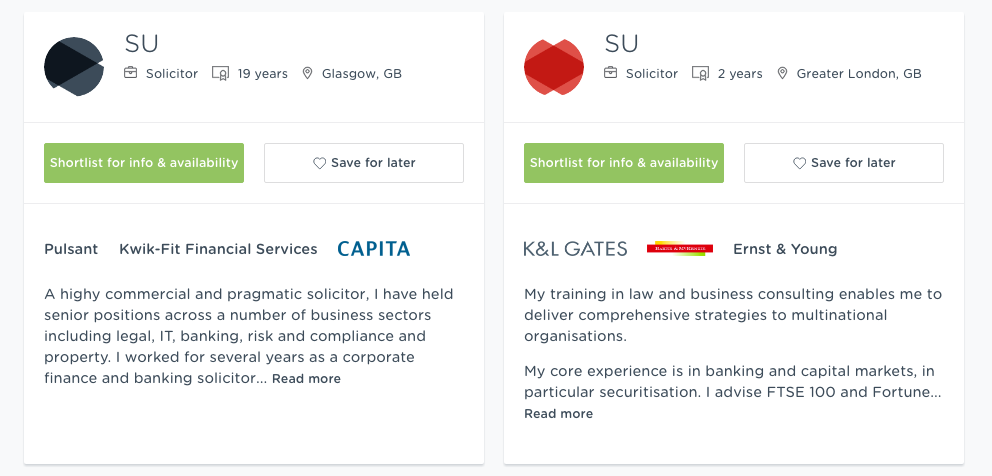 SU
Solicitor 19 years Glasgow, GB
Shortlist for info & availability Save for later
Pulsant Kwik-Fit Financial Services CAPITA
A highy commercial and pragmatic solicitor, I have held
senior positions across a number of business sectors
including legal, IT, banking, risk and compliance and
property. I worked for several years as a corporate
finance and banking solicitor... Read more
SU
Solicitor 2 years Greater London, GB
Shortlist for info & availability Save for later
K&L GATES BAKER & MCKENZIE Ernst & Young
My training in law and business consulting enables me to
deliver comprehensive strategies to multinational
organisations.
My core experience is in banking and capital markets, in
particular securitisation. I advise FTSE 100 and Fortune...
Read more